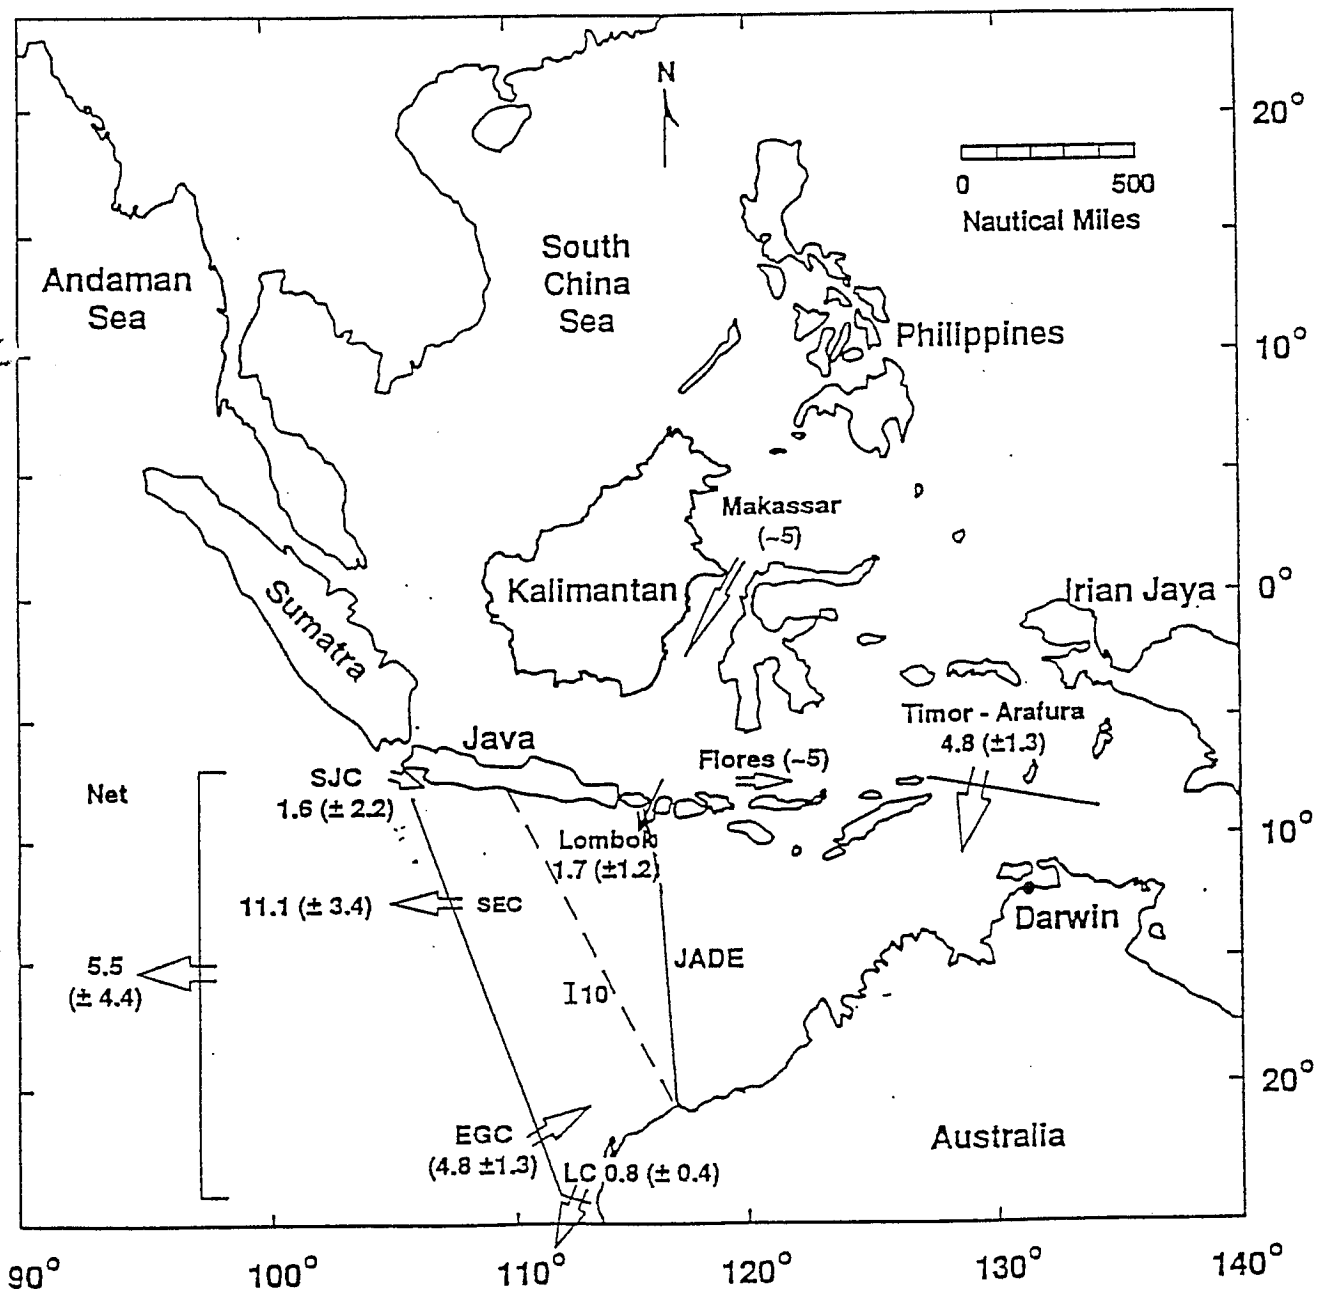 N
20°
0 500
Nautical Miles
South
China
Sea
Andaman
Sea
Philippines
10°
Makassar
(~5)
Kalimantan
Irian Jaya
0°
Sumatra
Timor - Arafura
4.8 (±1.3)
Java
Flores (~5)
Net
SJC
1.6 (± 2.2)
10°
Lombok
1.7 (±1.2)
11.1 (± 3.4)
SEC
Darwin
JADE
5.5
(± 4.4)
I10
20°
EGC
(4.8 ±1.3)
Australia
LC 0.8 (± 0.4)
90° 100° 110° 120° 130° 140°